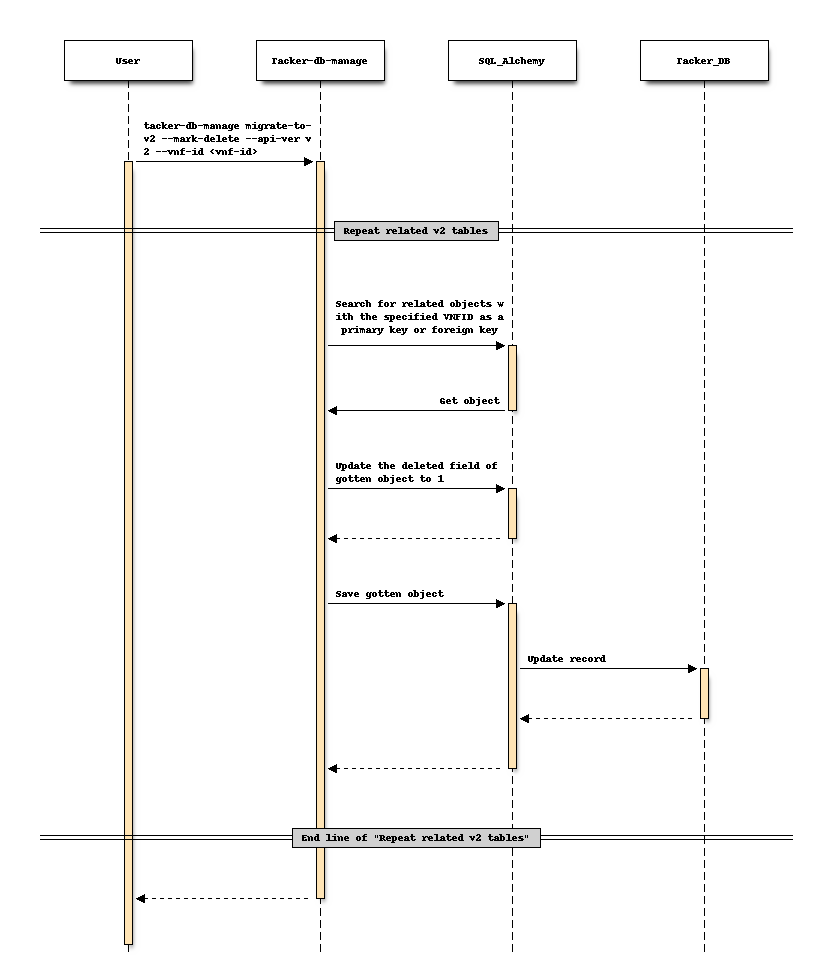 User
Tacker-db-manage
SQL_Alchemy
Tacker_DB
tacker-db-manage migrate-to-
v2 --mark-delete --api-ver v
2 --vnf-id <vnf-id>
Repeat related v2 tables
Search for related objects w
ith the specified VNFID as a
primary key or foreign key
Get object
Update the deleted field of
gotten object to 1
Save gotten object
Update record
End line of "Repeat related v2 tables"